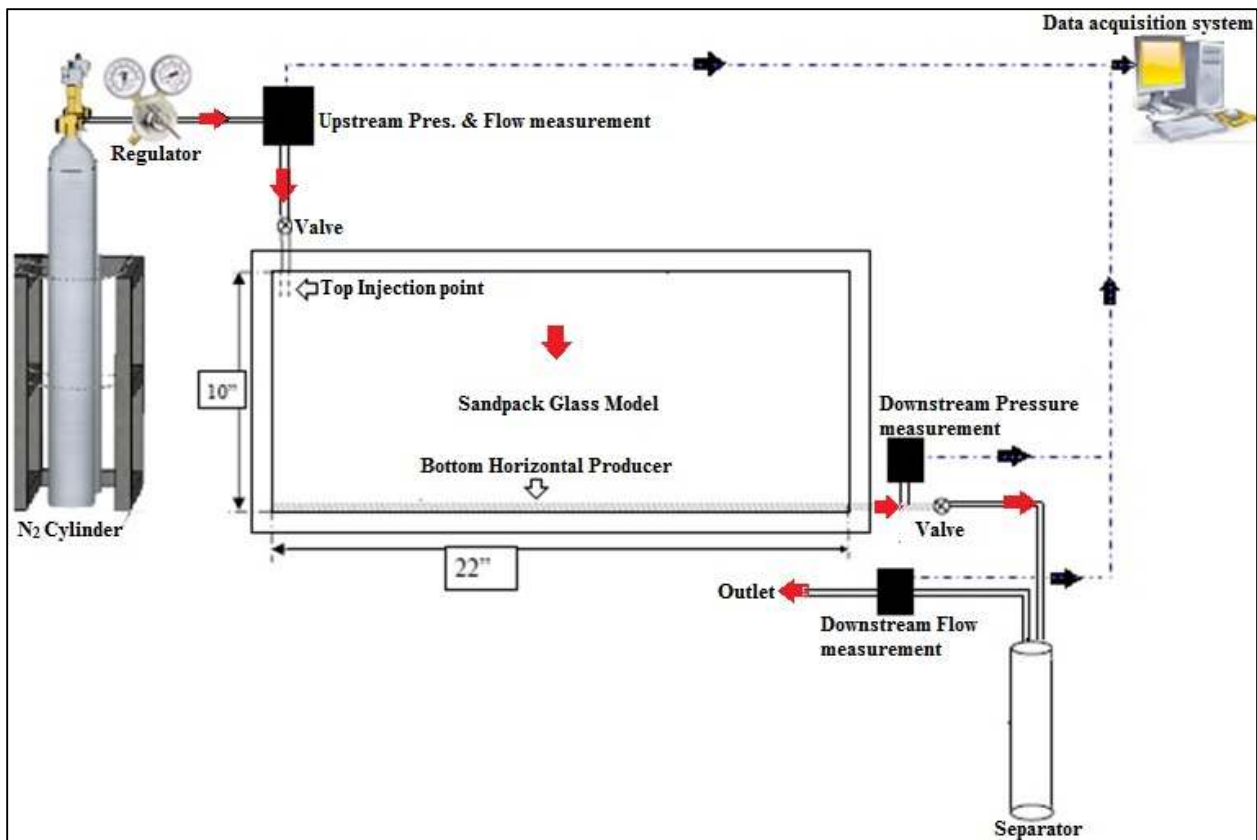 Data acquisition system
Upstream Pres. & Flow measurement
Regulator
Valve
Top Injection point
10”
Sandpack Glass Model
Downstream Pressure
measurement
Bottom Horizontal Producer
N2 Cylinder
Valve
22”
Outlet
Downstream Flow
measurement
Separator